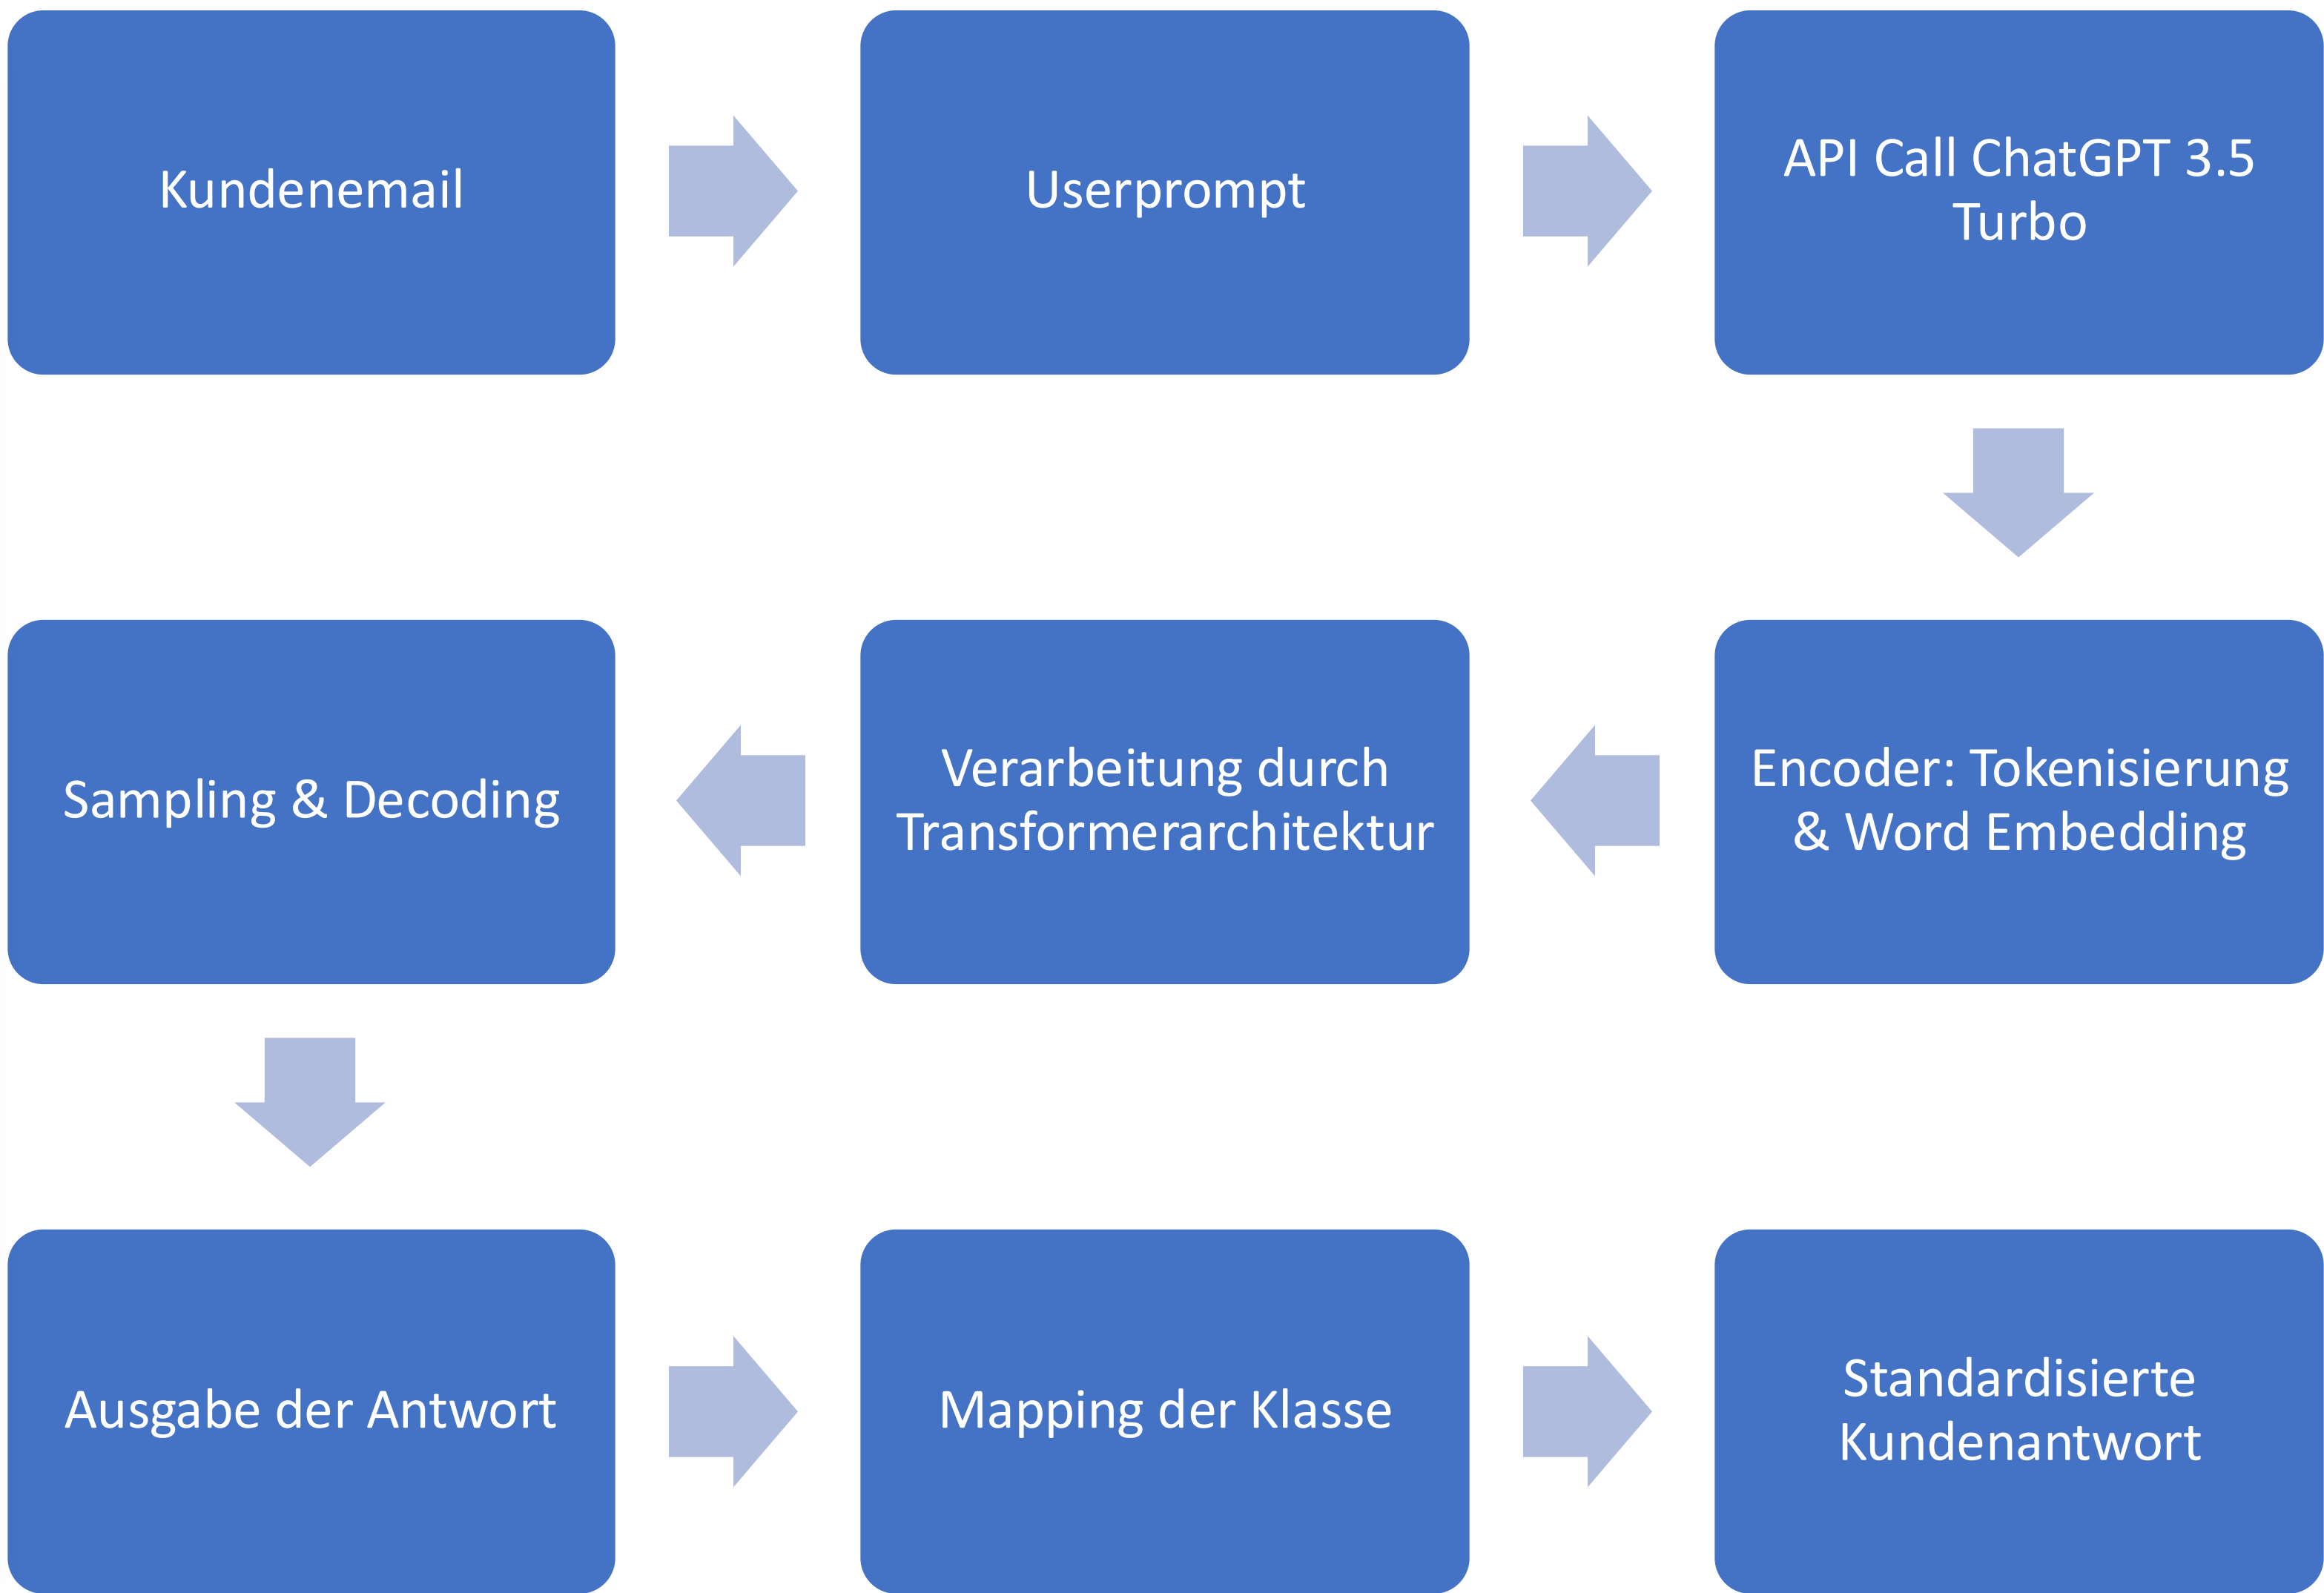 Kundenemail
Userprompt
API Call ChatGPT 3.5
Turbo
Encoder: Tokenisierung
& Word Embedding
Verarbeitung durch
Transformerarchitektur
Sampling & Decoding
Ausgabe der Antwort
Mapping der Klasse
Standardisierte
Kundenantwort